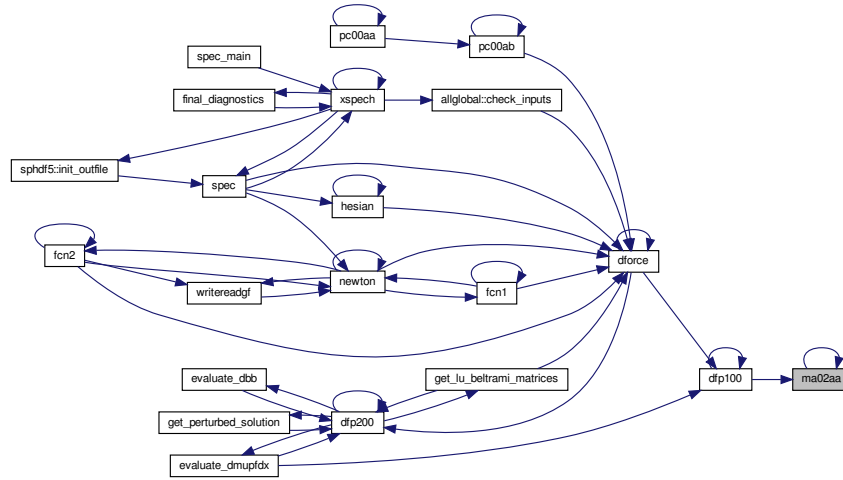 pc00aa
pc00ab
spec_main
final_diagnostics
xspech
allglobal::check_inputs
sphdf5::init_outfile
spec
hesian
fcn2
dforce
newton
writereadgf
fcn1
evaluate_dbb
get_lu_beltrami_matrices
dfp100
ma02aa
get_perturbed_solution
dfp200
evaluate_dmupfdx